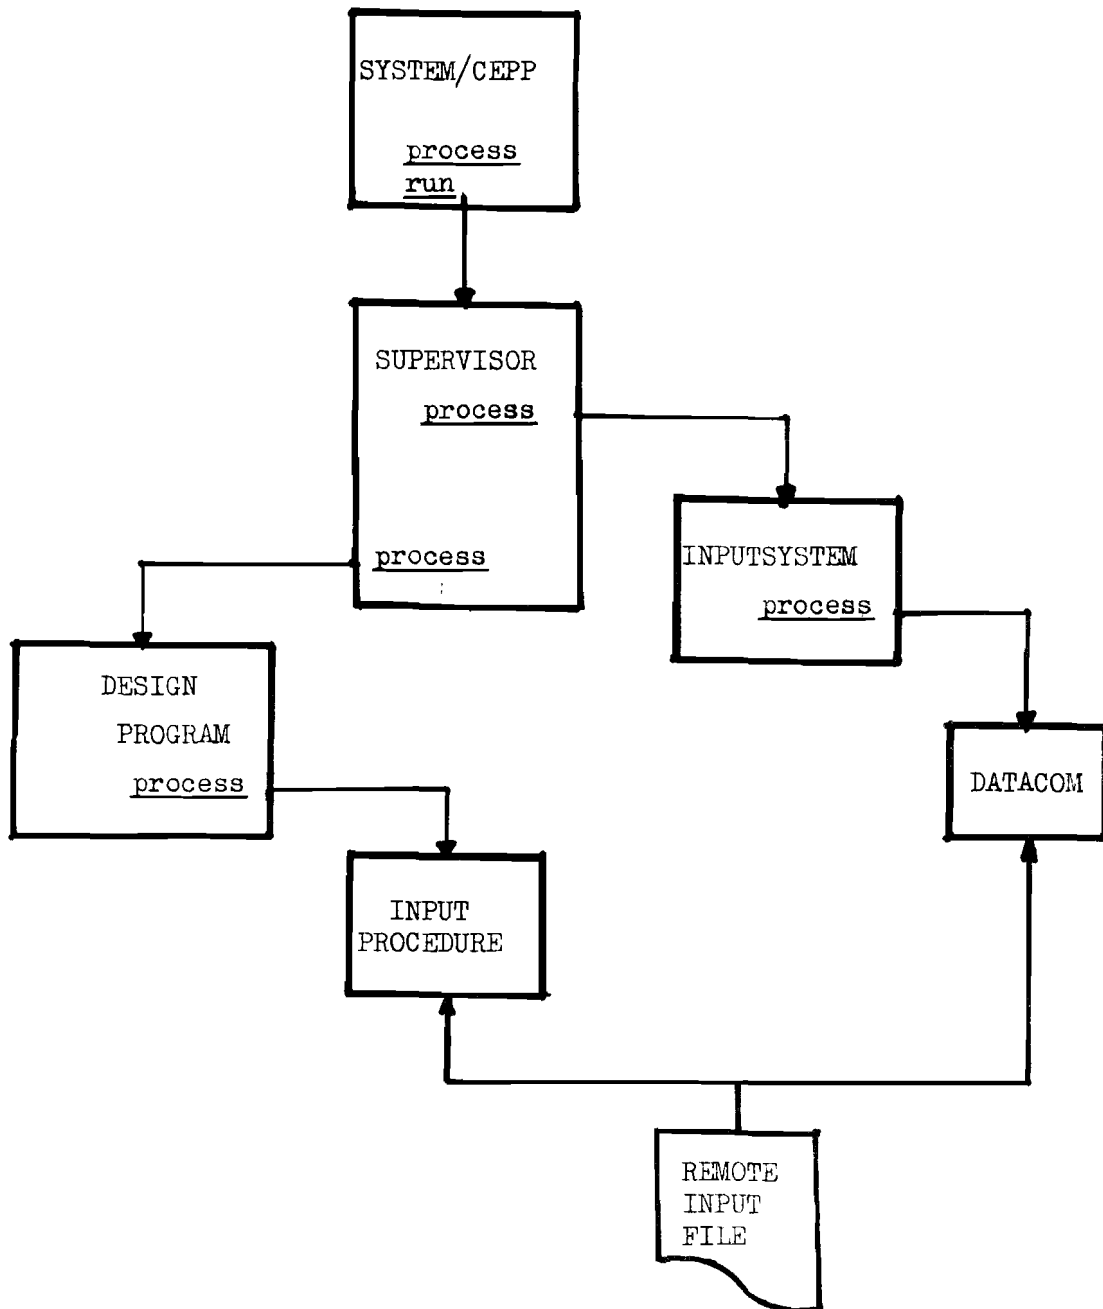 SYSTEM/CEPP
process
run
SUPERVISOR
process
process
INPUTSYSTEM
process
DESIGN
PROGRAM
process
DATACOM
INPUT
PROCEDURE
REMOTE
INPUT
FILE